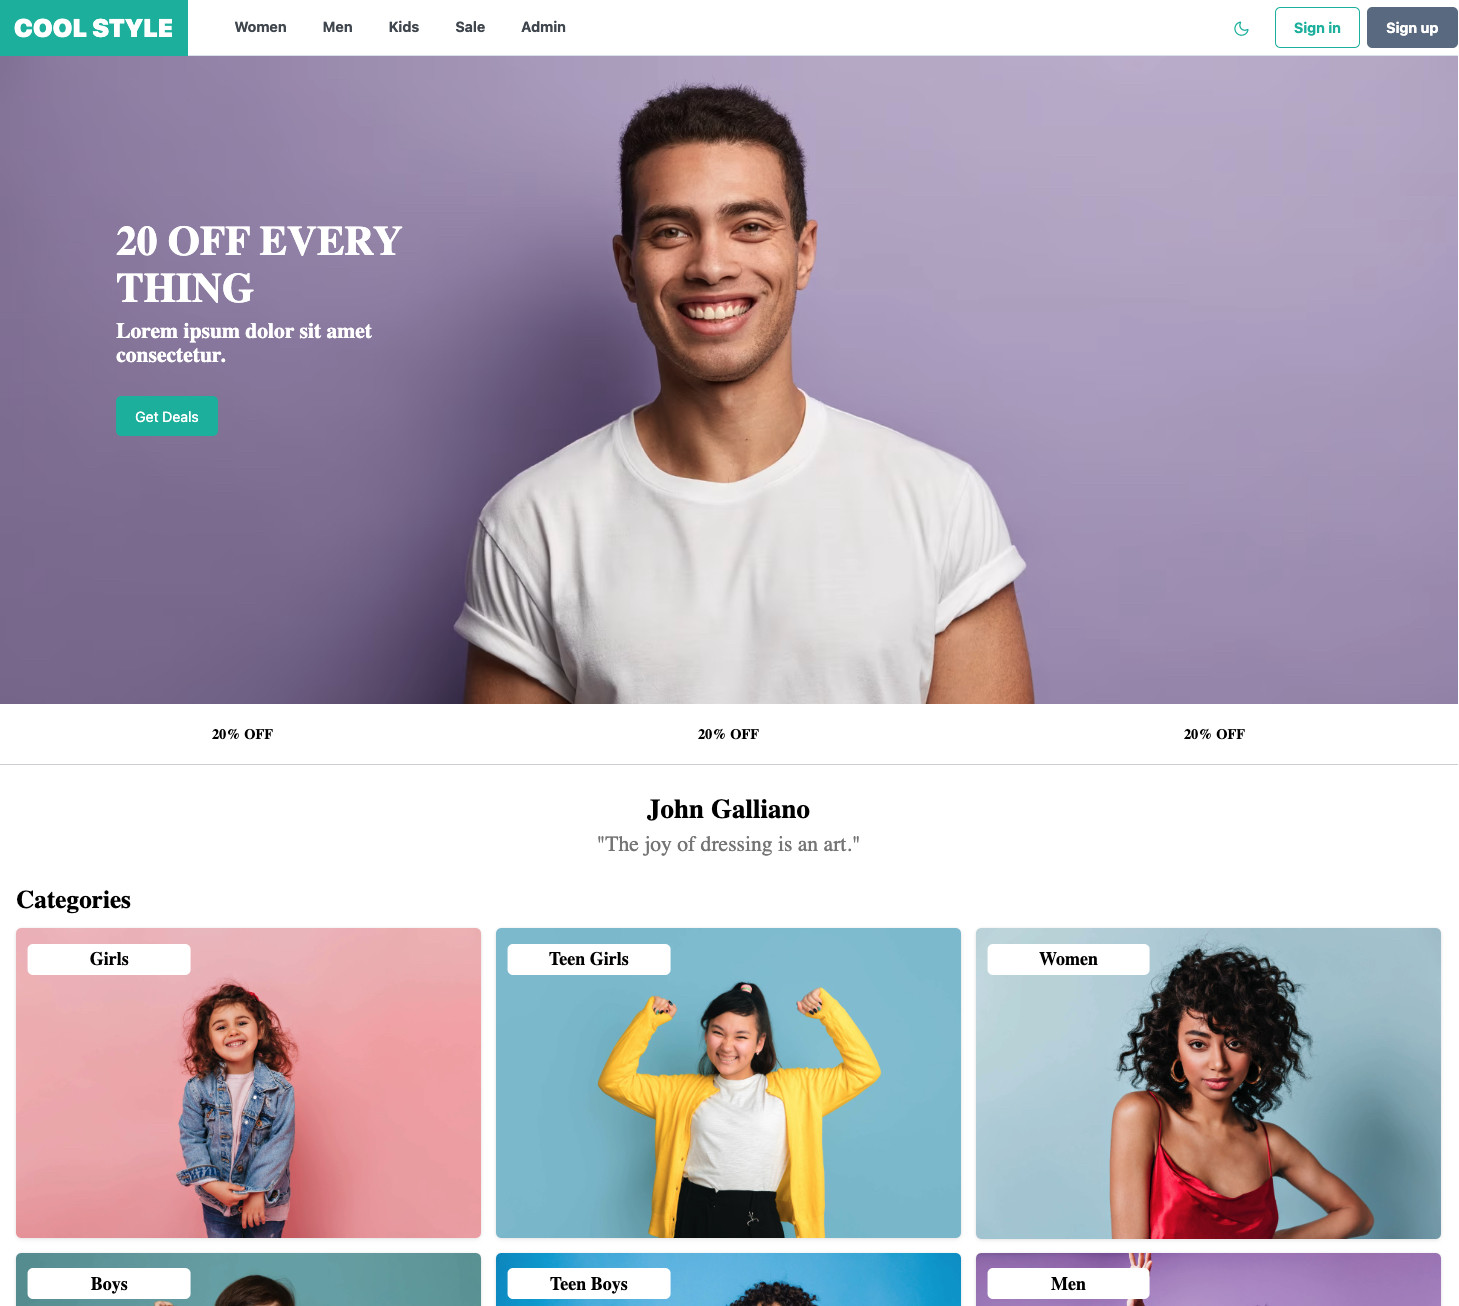 COOL STYLE
Women
Men
Kids
Sale
Admin
Sign in
Sign up
20 OFF EVERY
THING
Lorem ipsum dolor sit amet
consectetur.
Get Deals
20% OFF
20% OFF
20% OFF
John Galliano
"The joy of dressing is an art."
Categories
Girls
Teen Girls
Women
Boys
Teen Boys
Men